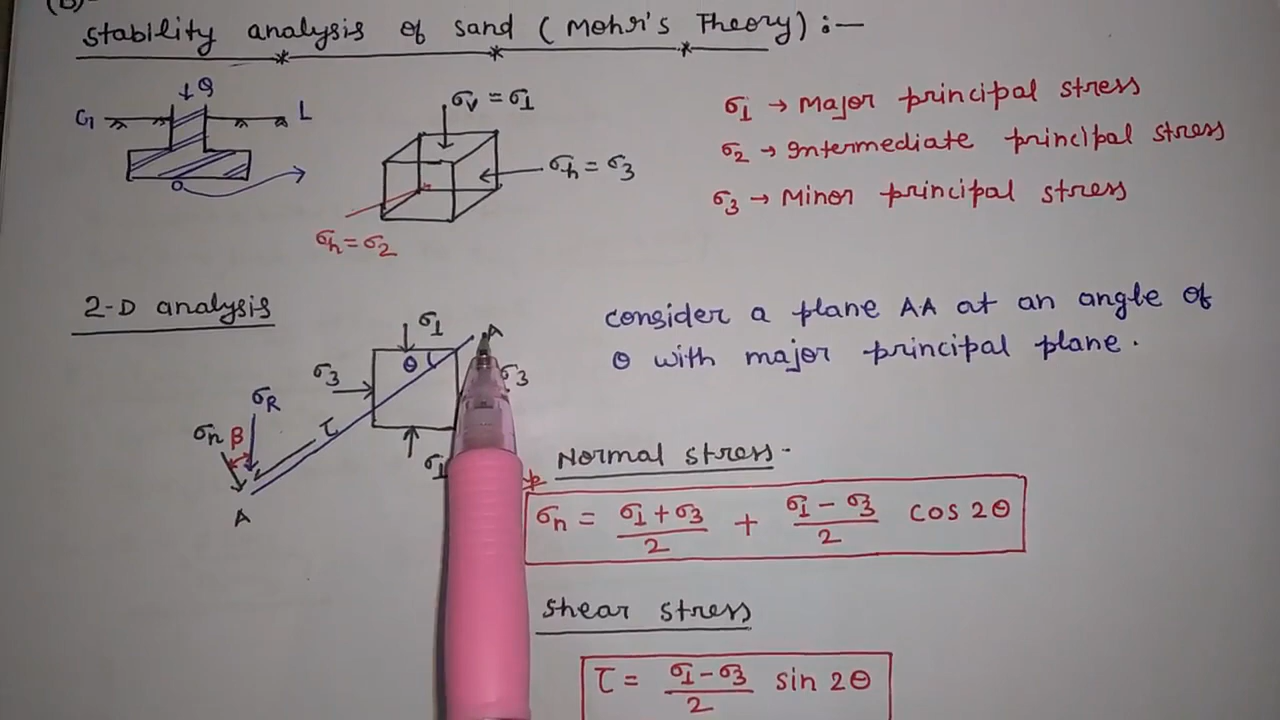 (B)-
Stability analysis of sand (Mohr's Theory) :-
↓Q
G L
σv = σ1
σh = σ3
σh = σ2
σ1 → Major principal stress
σ2 → Intermediate principal stress
σ3 → Minor principal stress
2-D analysis
consider a plane AA at an angle of
θ with major principal plane.
σ1
A
θ
σ3
σ3
σR
σn β
τ
σ1
A
Normal stress-
σn = σ1 + σ3 / 2 + σ1 - σ3 / 2 cos 2θ
Shear stress
τ = σ1 - σ3 / 2 sin 2θ